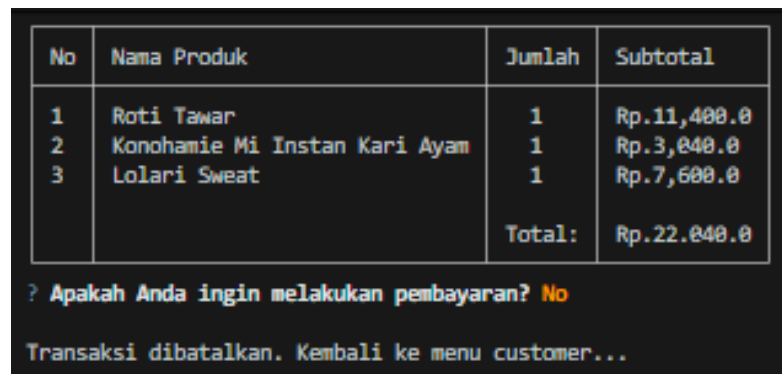 No Nama Produk Jumlah Subtotal
1 Roti Tawar 1 Rp.11,400.0
2 Konohamie Mi Instan Kari Ayam 1 Rp.3,040.0
3 Lolari Sweat 1 Rp.7,600.0
Total: Rp.22.040.0
? Apakah Anda ingin melakukan pembayaran? No
Transaksi dibatalkan. Kembali ke menu customer...